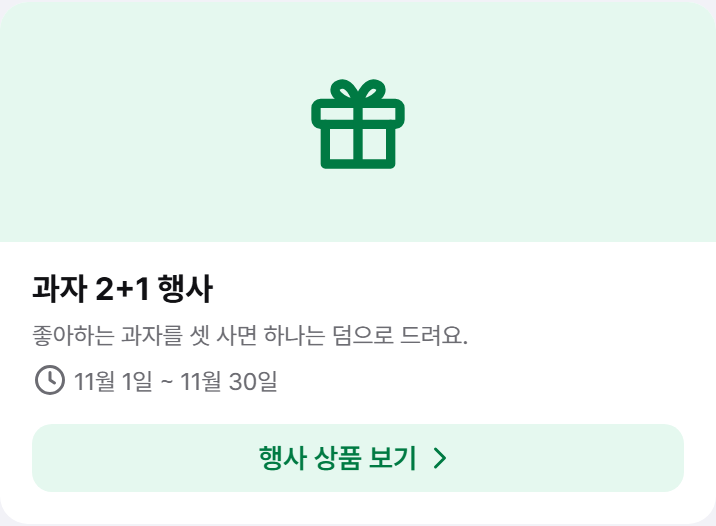 과자 2+1 행사
좋아하는 과자를 셋 사면 하나는 덤으로 드려요.
11월 1일 ~ 11월 30일
행사 상품 보기